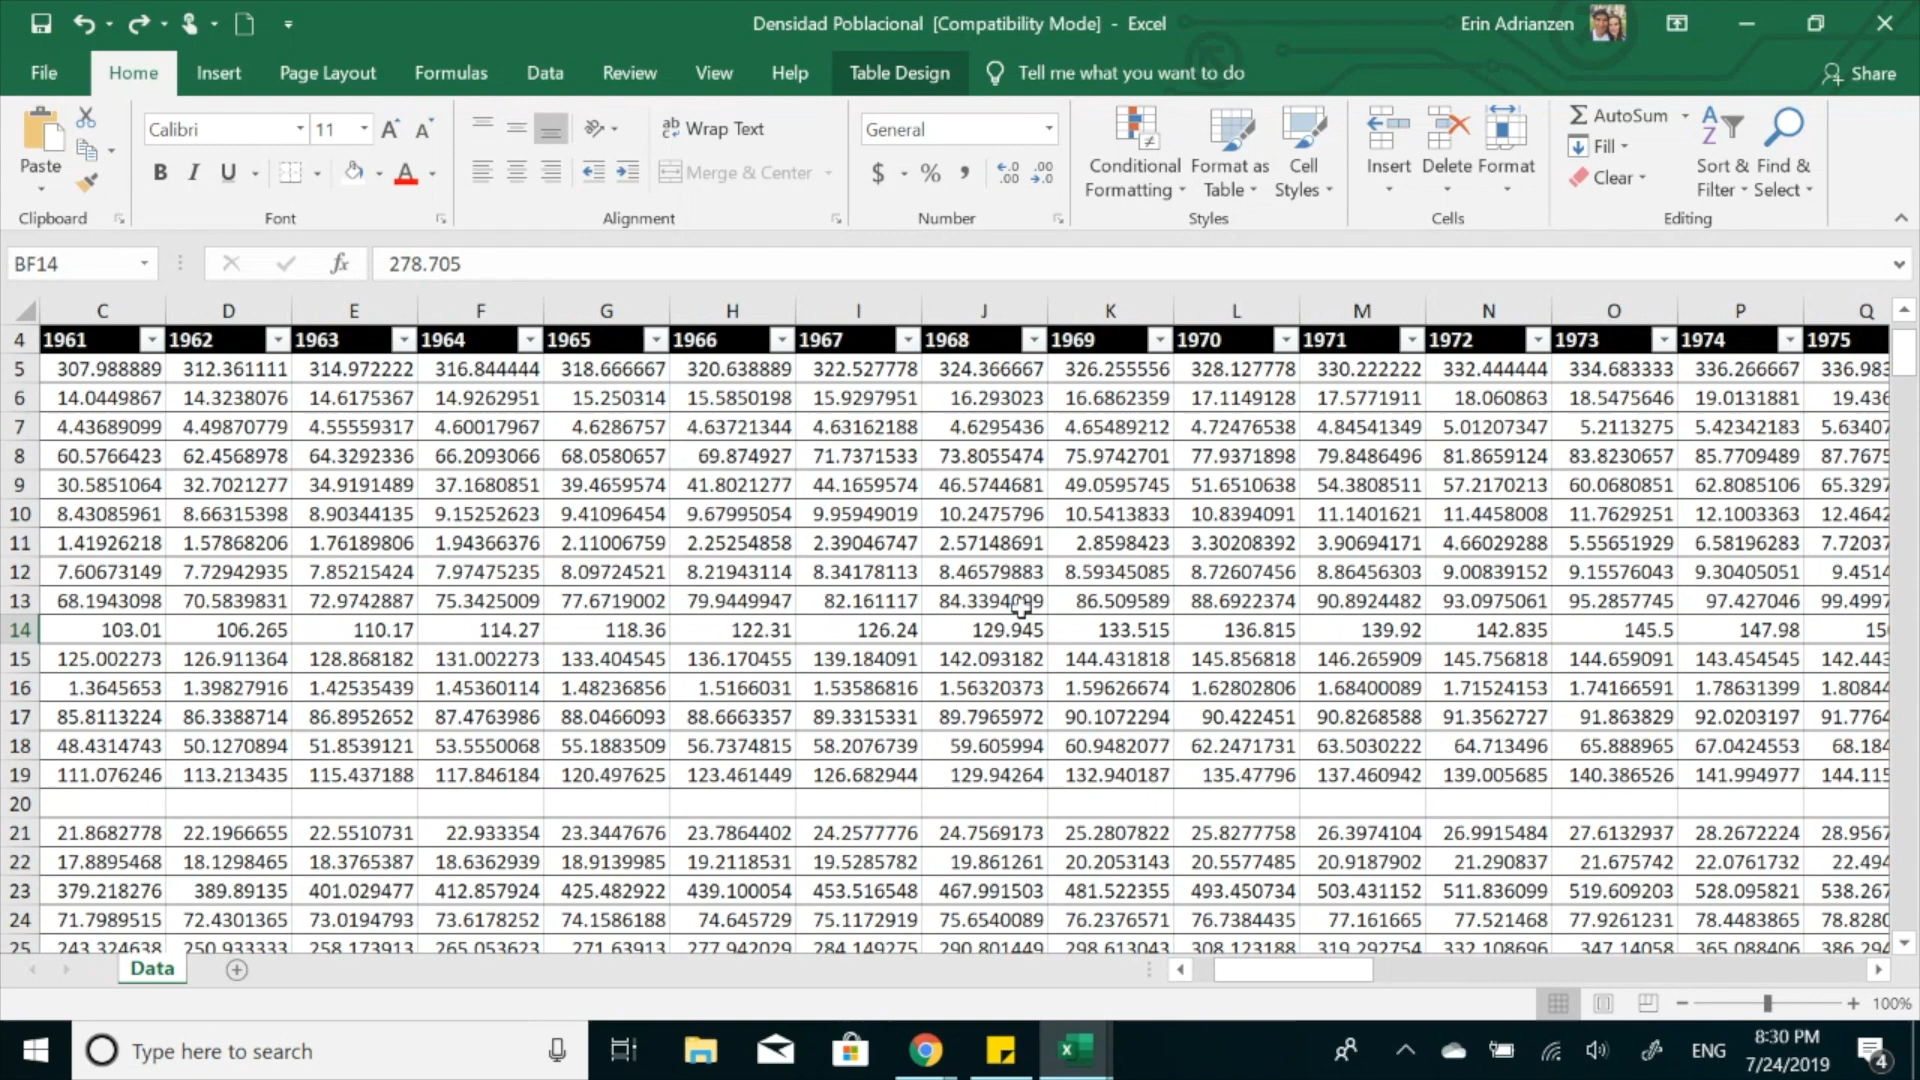 Densidad Poblacional [Compatibility Mode] - Excel
Erin Adrianzen
File Home Insert Page Layout Formulas Data Review View Help Table Design Tell me what you want to do Share
Paste
Clipboard
Calibri 11
B I U
Font
ab Wrap Text
Merge & Center
Alignment
General
$ % ,
Number
Conditional Formatting
Format as Table
Cell Styles
Styles
Insert Delete Format
Cells
AutoSum
Fill
Clear
Sort & Filter
Find & Select
Editing
BF14 fx 278.705
C D E F G H I J K L M N O P Q
4 1961 1962 1963 1964 1965 1966 1967 1968 1969 1970 1971 1972 1973 1974 1975
5 307.988889 312.361111 314.972222 316.844444 318.666667 320.638889 322.527778 324.366667 326.255556 328.127778 330.222222 332.444444 334.683333 336.266667 336.983
6 14.0449867 14.3238076 14.6175367 14.9262951 15.250314 15.5850198 15.9297951 16.293023 16.6862359 17.1149128 17.5771911 18.060863 18.5475646 19.0131881 19.436
7 4.43689099 4.49870779 4.55559317 4.60017967 4.6286757 4.63721344 4.63162188 4.6295436 4.65489212 4.72476538 4.84541349 5.01207347 5.2113275 5.42342183 5.63407
8 60.5766423 62.4568978 64.3292336 66.2093066 68.0580657 69.874927 71.7371533 73.8055474 75.9742701 77.9371898 79.8486496 81.8659124 83.8230657 85.7709489 87.7675
9 30.5851064 32.7021277 34.9191489 37.1680851 39.4659574 41.8021277 44.1659574 46.5744681 49.0595745 51.6510638 54.3808511 57.2170213 60.0680851 62.8085106 65.3297
10 8.43085961 8.66315398 8.90344135 9.15252623 9.41096454 9.67995054 9.95949019 10.2475796 10.5413833 10.8394091 11.1401621 11.4458008 11.7629251 12.1003363 12.4642
11 1.41926218 1.57868206 1.76189806 1.94366376 2.11006759 2.25254858 2.39046747 2.57148691 2.8598423 3.30208392 3.90694171 4.66029288 5.55651929 6.58196283 7.72037
12 7.60673149 7.72942935 7.85215424 7.97475235 8.09724521 8.21943114 8.34178113 8.46579883 8.59345085 8.72607456 8.86456303 9.00839152 9.15576043 9.30405051 9.4514
13 68.1943098 70.5839831 72.9742887 75.3425009 77.6719002 79.9449947 82.161117 86.509589 88.6922374 90.8924482 93.0975061 95.2857745 97.427046 99.4997
14 103.01 106.265 110.17 114.27 118.36 122.31 126.24 129.945 133.515 136.815 139.92 142.835 145.5 147.98 150
15 125.002273 126.911364 128.868182 131.002273 133.404545 136.170455 139.184091 142.093182 144.431818 145.856818 146.265909 145.756818 144.659091 143.454545 142.443
16 1.3645653 1.39827916 1.42535439 1.45360114 1.48236856 1.5166031 1.53586816 1.56320373 1.59626674 1.62802806 1.68400089 1.71524153 1.74166591 1.78631399 1.80844
17 85.8113224 86.3388714 86.8952652 87.4763986 88.0466093 88.6663357 89.3315331 89.7965972 90.1072294 90.422451 90.8268588 91.3562727 91.863829 92.0203197 91.7764
18 48.4314743 50.1270894 51.8539121 53.5550068 55.1883509 56.7374815 58.2076739 59.605994 60.9482077 62.2471731 63.5030222 64.713496 65.888965 67.0424553 68.184
19 111.076246 113.213435 115.437188 117.846184 120.497625 123.461449 126.682944 129.94264 132.940187 135.47796 137.460942 139.005685 140.386526 141.994977 144.115
20
21 21.8682778 22.1966655 22.5510731 22.933354 23.3447676 23.7864402 24.2577776 24.7569173 25.2807822 25.8277758 26.3974104 26.9915484 27.6132937 28.2672224 28.9567
22 17.8895468 18.1298465 18.3765387 18.6362939 18.9139985 19.2118531 19.5285782 19.861261 20.2053143 20.5577485 20.9187902 21.290837 21.675742 22.0761732 22.494
23 379.218276 389.89135 401.029477 412.857924 425.482922 439.100054 453.516548 467.991503 481.522355 493.450734 503.431152 511.836099 519.609203 528.095821 538.267
24 71.7989515 72.4301365 73.0194793 73.6178252 74.1586188 74.645729 75.1172919 75.6540089 76.2376571 76.7384435 77.161665 77.521468 77.9261231 78.4483865 78.8280
25 243.324638 250.933333 258.173913 265.053623 271.63913 277.942029 284.149275 290.801449 298.613043 308.123188 319.292754 332.108696 347.14058 365.088406 386.294
Data
100%
Type here to search
ENG
8:30 PM
7/24/2019
4